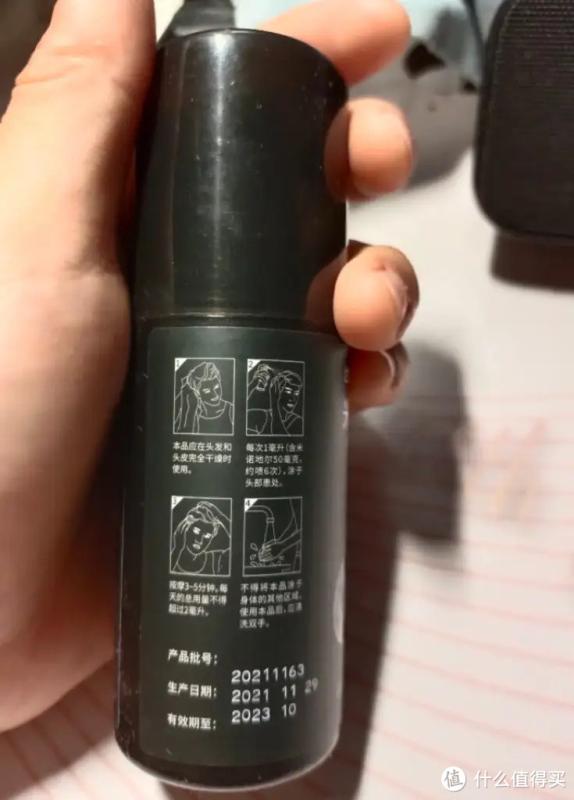 1
本品应在头发和
头皮完全干燥时
使用。
2
每次1毫升(含米
诺地尔50毫克,
约喷6次),涂于
头部患处。
3
按摩3~5分钟,每
天的总用量不得
超过2毫升。
4
不得将本品涂于
身体的其他区域,
使用本品后,应清
洗双手。
产品批号: 20211163
生产日期: 2021 11 29
有效期至: 2023 10
值 什么值得买